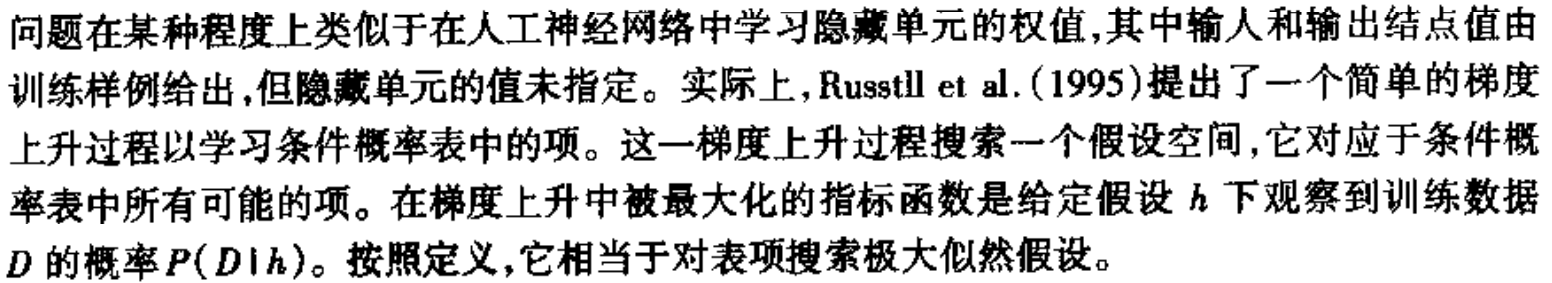 问题在某种程度上类似于在人工神经网络中学习隐藏单元的权值,其中输人和输出结点值由
训练样例给出,但隐藏单元的值未指定。实际上,Russtll et al.(1995)提出了一个简单的梯度
上升过程以学习条件概率表中的项。这一梯度上升过程搜索一个假设空间,它对应于条件概
率表中所有可能的项。在梯度上升中被最大化的指标函数是给定假设 h 下观察到训练数据
D 的概率P(D|h)。按照定义,它相当于对表项搜索极大似然假设。